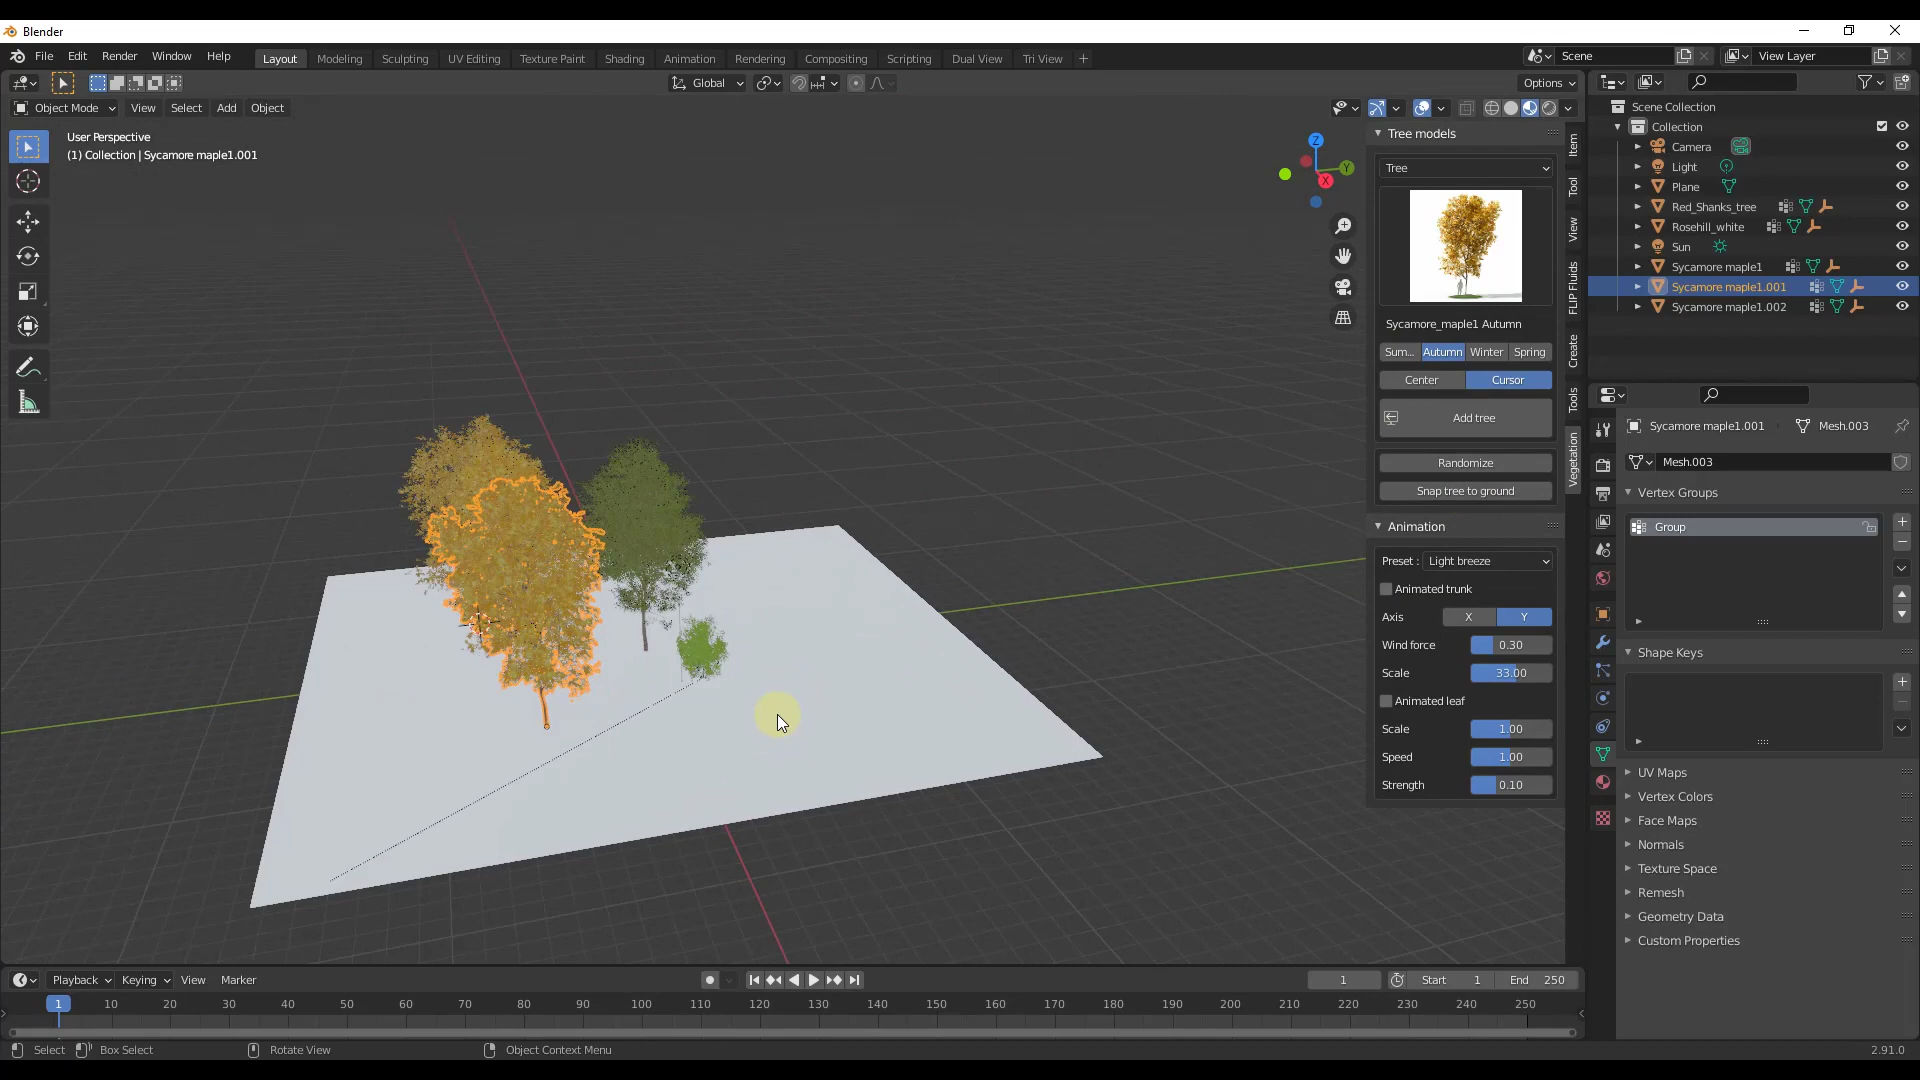 Blender
File Edit Render Window Help
Layout Modeling Sculpting UV Editing Texture Paint Shading Animation Rendering Compositing Scripting Dual View Tri View +
Scene
View Layer
Global
Options
Object Mode View Select Add Object
User Perspective
(1) Collection | Sycamore maple1.001
Z
Y
X
Tree models
Tree
Sycamore_maple1 Autumn
Sum... Autumn Winter Spring
Center Cursor
Add tree
Randomize
Snap tree to ground
Animation
Preset : Light breeze
Animated trunk
Axis X Y
Wind force 0.30
Scale 33.00
Animated leaf
Scale 1.00
Speed 1.00
Strength 0.10
Item
Tool
View
FLIP Fluids
Create
Tools
Vegetation
Scene Collection
Collection
Camera
Light
Plane
Red_Shanks_tree
Rosehill_white
Sun
Sycamore maple1
Sycamore maple1.001
Sycamore maple1.002
Sycamore maple1.001 Mesh.003
Mesh.003
Vertex Groups
Group
Shape Keys
UV Maps
Vertex Colors
Face Maps
Normals
Texture Space
Remesh
Geometry Data
Custom Properties
Playback Keying View Marker
1 Start 1 End 250
1 10 20 30 40 50 60 70 80 90 100 110 120 130 140 150 160 170 180 190 200 210 220 230 240 250
Select Box Select Rotate View Object Context Menu
2.91.0